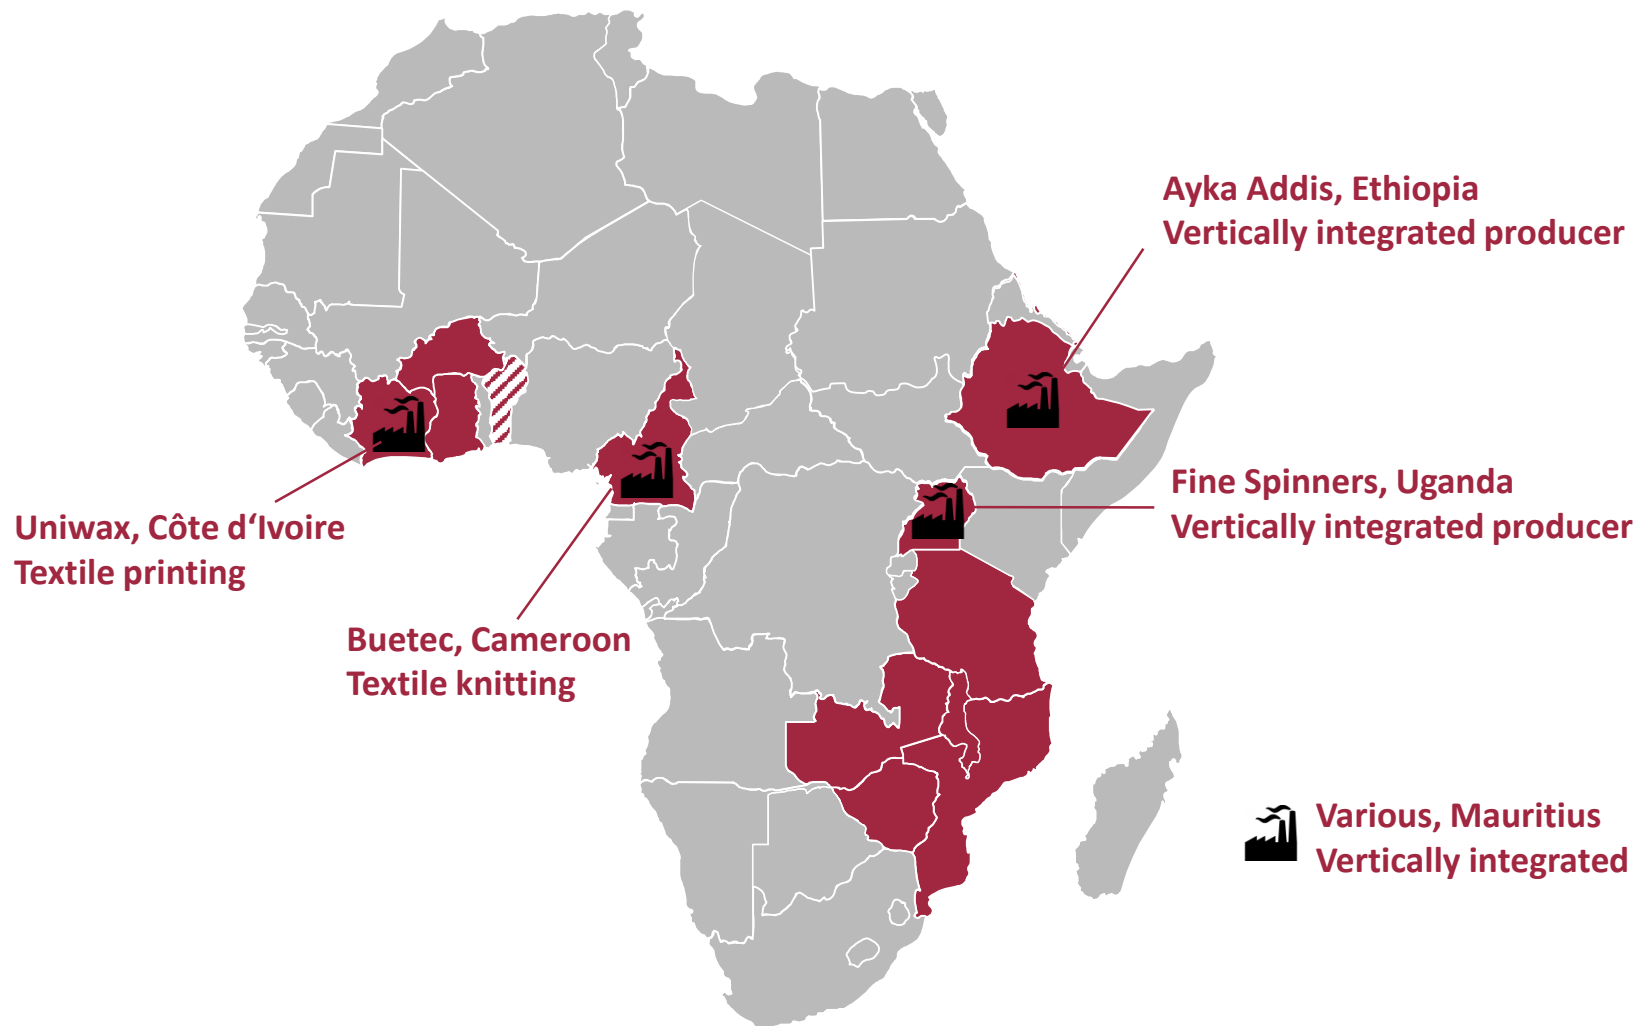 Ayka Addis, Ethiopia
Vertically integrated producer
Fine Spinners, Uganda
Vertically integrated producer
Uniwax, Côte d‘Ivoire
Textile printing
Buetec, Cameroon
Textile knitting
Various, Mauritius
Vertically integrated